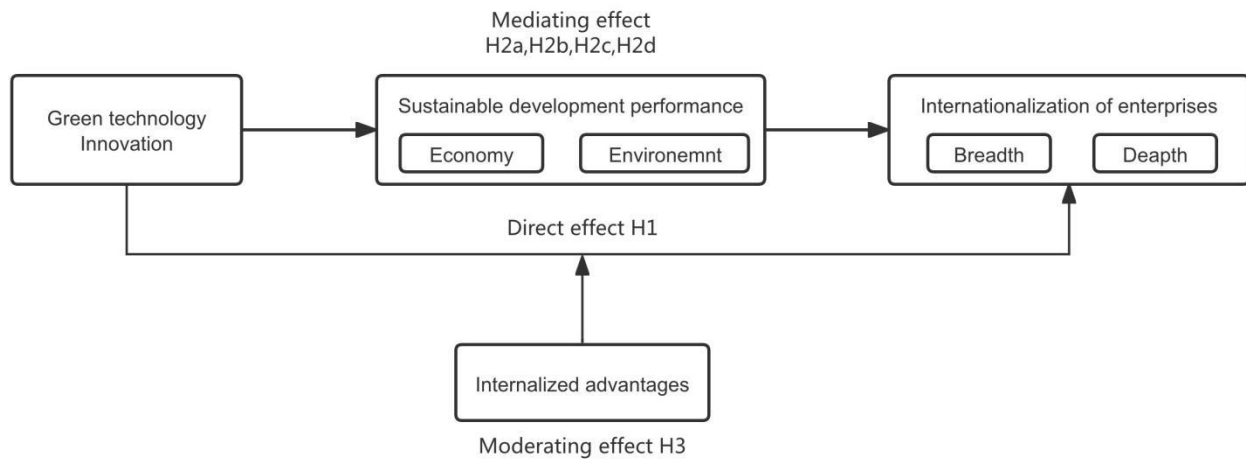 Mediating effect
H2a,H2b,H2c,H2d
Green technology
Innovation
Sustainable development performance
Economy
Environemnt
Internationalization of enterprises
Breadth
Deapth
Direct effect H1
Internalized advantages
Moderating effect H3